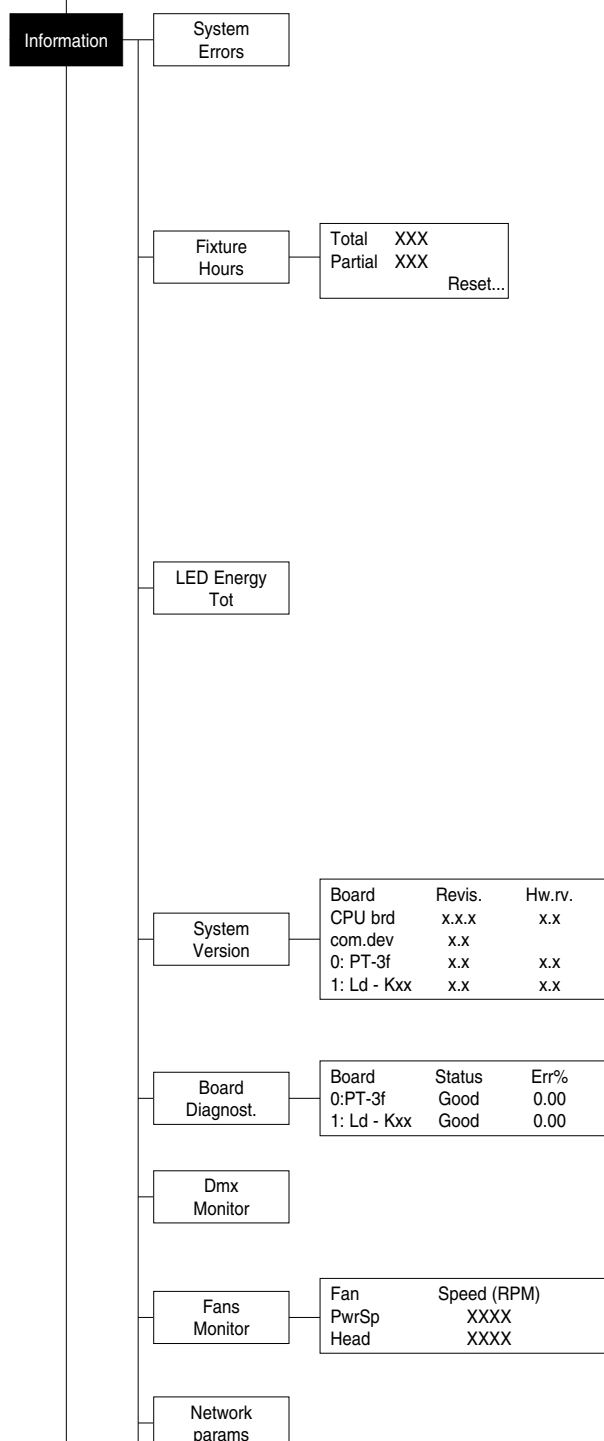 Information
System
Errors
Fixture
Hours
Total XXX
Partial XXX
Reset...
LED Energy
Tot
System
Version
Board Revis. Hw.rv.
CPU brd x.x.x x.x
com.dev x.x
0: PT-3f x.x x.x
1: Ld - Kxx x.x x.x
Board
Diagnost.
Board Status Err%
0:PT-3f Good 0.00
1: Ld - Kxx Good 0.00
Dmx
Monitor
Fans
Monitor
Fan Speed (RPM)
PwrSp XXXX
Head XXXX
Network
params